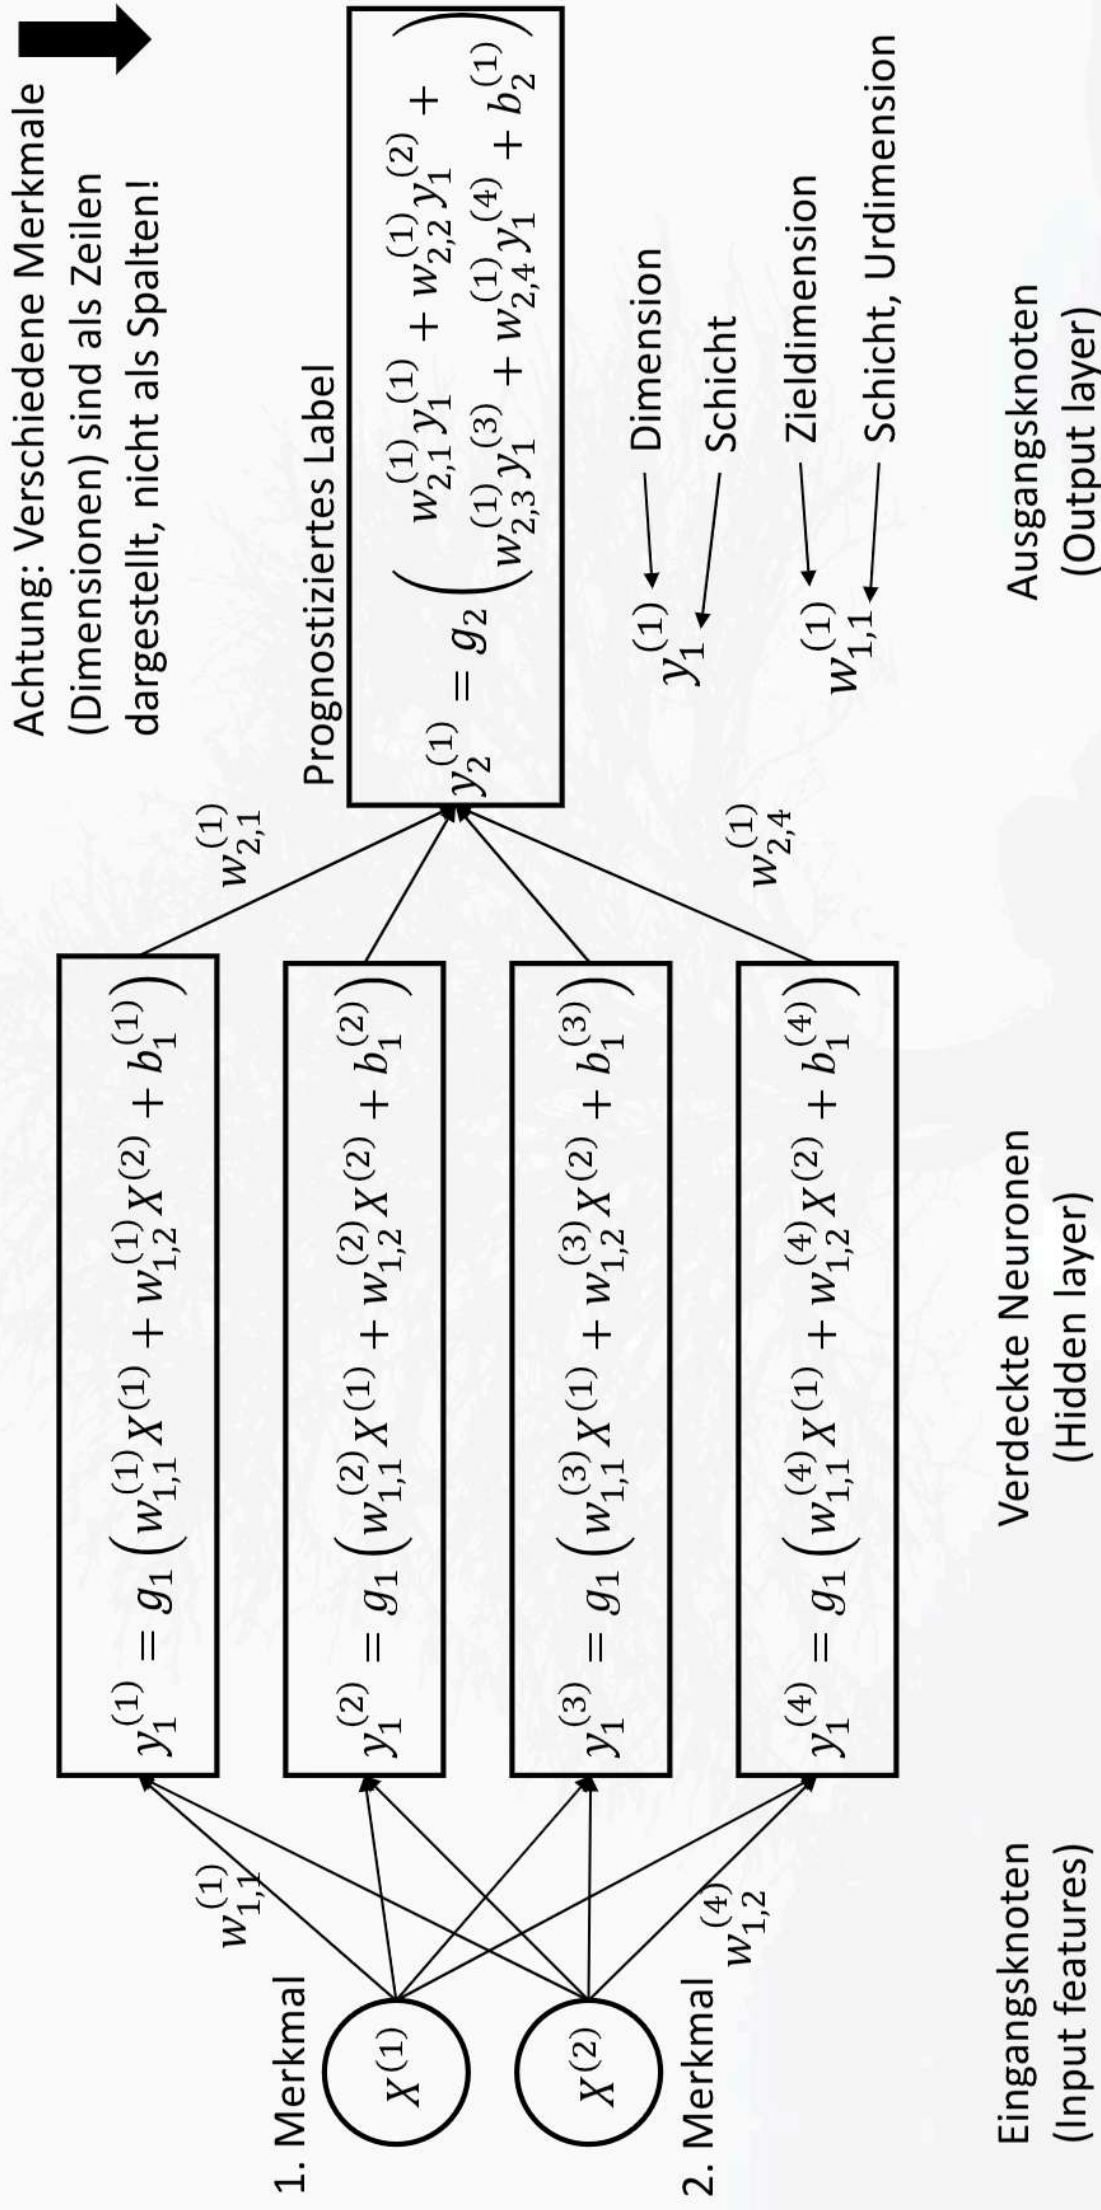 Achtung: Verschiedene Merkmale
(Dimensionen) sind als Zeilen
dargestellt, nicht als Spalten!
1. Merkmal
X^{(1)}
X^{(2)}
2. Merkmal
w_{1,1}^{(1)}
w_{1,2}^{(4)}
y_1^{(1)} = g_1(w_{1,1}^{(1)}X^{(1)} + w_{1,2}^{(1)}X^{(2)} + b_1^{(1)})
y_1^{(2)} = g_1(w_{1,1}^{(2)}X^{(1)} + w_{1,2}^{(2)}X^{(2)} + b_1^{(2)})
y_1^{(3)} = g_1(w_{1,1}^{(3)}X^{(1)} + w_{1,2}^{(3)}X^{(2)} + b_1^{(3)})
y_1^{(4)} = g_1(w_{1,1}^{(4)}X^{(1)} + w_{1,2}^{(4)}X^{(2)} + b_1^{(4)})
w_{2,1}^{(1)}
w_{2,4}^{(1)}
Prognostiziertes Label
y_2^{(1)} = g_2(w_{2,1}^{(1)}y_1^{(1)} + w_{2,2}^{(1)}y_1^{(2)} +
w_{2,3}^{(1)}y_1^{(3)} + w_{2,4}^{(1)}y_1^{(4)} + b_2^{(1)})
y_1^{(1)} Dimension
Schicht
w_{1,1}^{(1)} Zieldimension
Schicht, Urdimension
Eingangsknoten
(Input features)
Verdeckte Neuronen
(Hidden layer)
Ausgangsknoten
(Output layer)